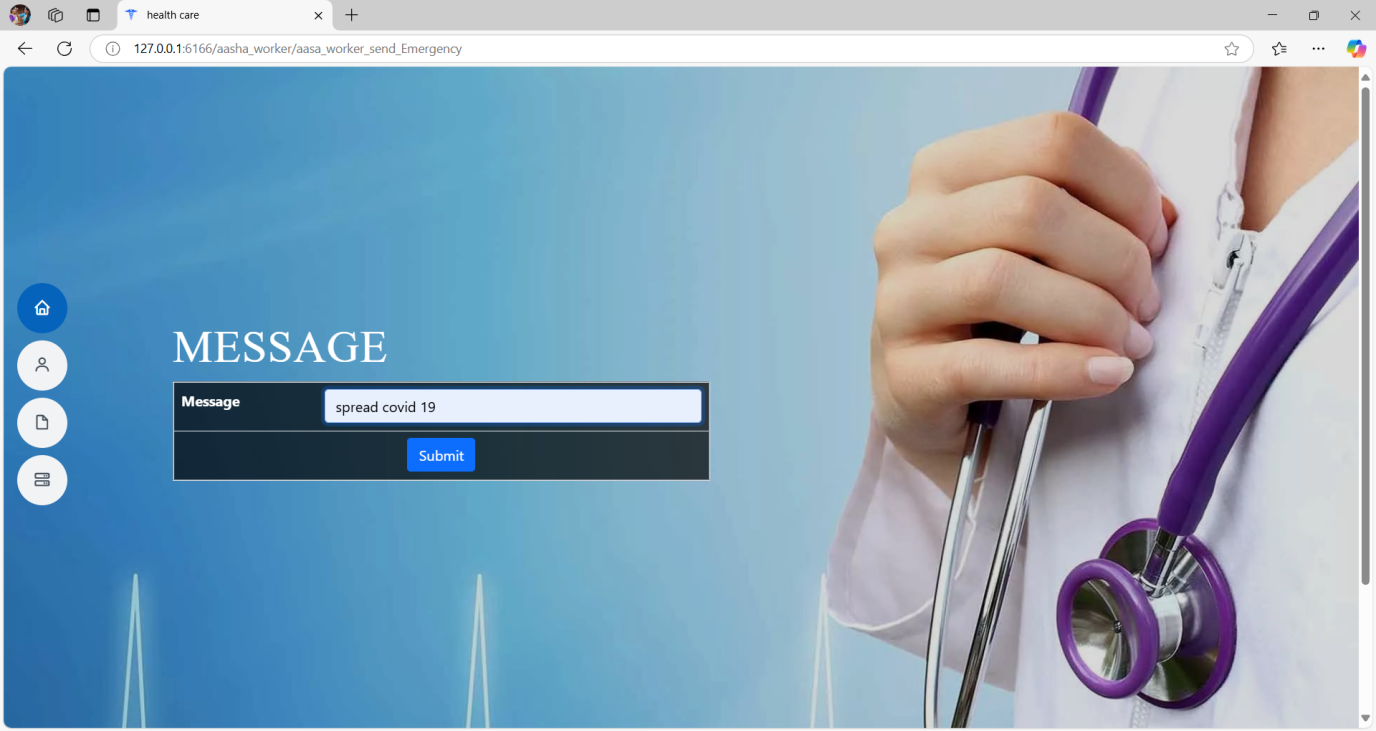 health care
127.0.0.1:6166/aasha_worker/aasa_worker_send_Emergency
MESSAGE
Message
spread covid 19
Submit